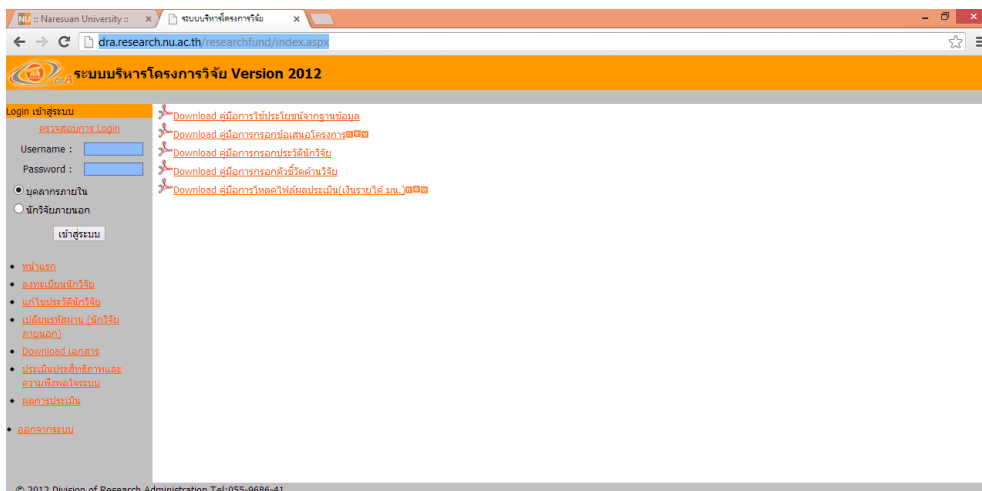 NU :: Naresuan University ::
ระบบบริหารโครงการวิจัย
dra.research.nu.ac.th/researchfund/index.aspx
DRA ระบบบริหารโครงการวิจัย Version 2012
Login เข้าสู่ระบบ
ตรวจสอบการ Login
Username :
Password :
บุคลากรภายใน
นักวิจัยภายนอก
เข้าสู่ระบบ
หน้าแรก
ลงทะเบียนนักวิจัย
แก้ไขประวัตินักวิจัย
เปลี่ยนรหัสผ่าน (นักวิจัย
ภายนอก)
Download เอกสาร
ประเมินประสิทธิภาพและ
ความพึงพอใจระบบ
ผลการประเมิน
ออกจากระบบ
Download คู่มือการใช้ประโยชน์จากฐานข้อมูล
Download คู่มือการกรอกข้อเสนอโครงการ NEW
Download คู่มือการกรอกประวัตินักวิจัย
Download คู่มือการกรอกตัวชี้วัดด้านวิจัย
Download คู่มือการโหลดไฟล์ผลประเมิน(เงินรายได้ มน.) NEW
© 2012 Division of Research Administration Tel:055-9686-41